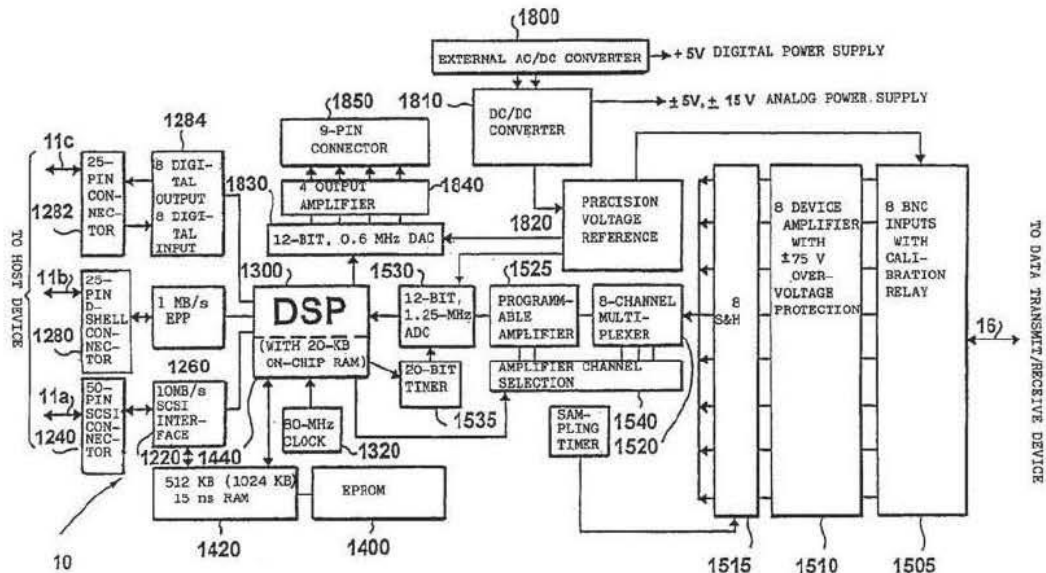 1800
EXTERNAL AC/DC CONVERTER
+5V DIGITAL POWER SUPPLY
1810
DC/DC
CONVERTER
±5V, ± 15V ANALOG POWER SUPPLY
1850
9-PIN
CONNECTOR
1284
11c
25-
PIN
CON-
NEC-
TOR
8 DIGI-
TAL
OUTPUT
8 DIGI-
TAL
INPUT
1282
1830
4 OUTPUT
AMPLIFIER
1840
12-BIT, 0.6 MHz DAC
1820
PRECISION
VOLTAGE
REFERENCE
TO HOST DEVICE
11b
25-
PIN
D-
SHELL
CON-
NEC-
TOR
1280
1 MB/s
EPP
1300
DSP
(WITH 20-KB
ON-CHIP RAM)
1530
12-BIT,
1.25-MHz
ADC
1525
PROGRAMM-
ABLE
AMPLIFIER
8-CHANNEL
MULTI-
PLEXER
8
S&H
8 DEVICE
AMPLIFIER
WITH
±75 V
OVER-
VOLTAGE
PROTECTION
8 BNC
INPUTS
WITH
CALI-
BRATION
RELAY
16
TO DATA TRANSMIT/RECEIVE DEVICE
1260
11a
50-
PIN
SCSI
CON-
NEC-
TOR
1240
10MB/s
SCSI
INTER-
FACE
1220
1440
80-MHz
CLOCK
1320
20-BIT
TIMER
1535
AMPLIFIER CHANNEL
SELECTION
1540
1520
SAM-
PLING
TIMER
512 KB (1024 KB)
15 ns RAM
EPROM
10
1420
1400
1515
1510
1505